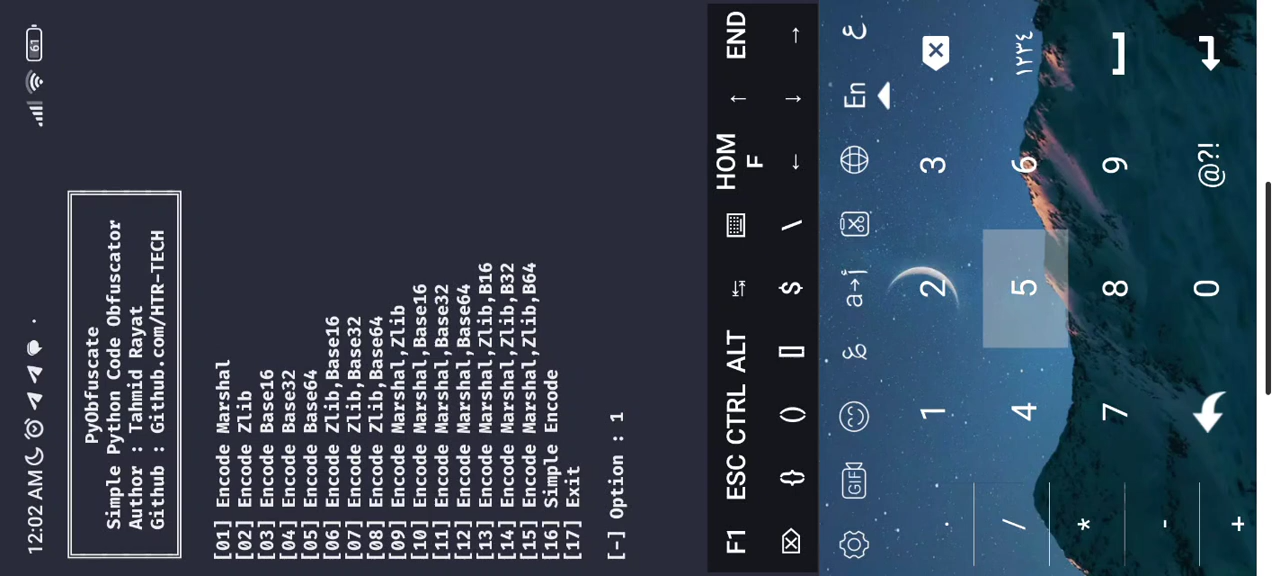 12:02 AM
61
PyObfuscate
Simple Python Code Obfuscator
Author : Tahmid Rayat
Github : Github.com/HTR-TECH
[01] Encode Marshal
[02] Encode Zlib
[03] Encode Base16
[04] Encode Base32
[05] Encode Base64
[06] Encode Zlib,Base16
[07] Encode Zlib,Base32
[08] Encode Zlib,Base64
[09] Encode Marshal,Zlib
[10] Encode Marshal,Base16
[11] Encode Marshal,Base32
[12] Encode Marshal,Base64
[13] Encode Marshal,Zlib,B16
[14] Encode Marshal,Zlib,B32
[15] Encode Marshal,Zlib,B64
[16] Simple Encode
[17] Exit
[-] Option : 1
F1 ESC CTRL ALT ↹ HOM ↑ END
F
{} () [] $ \ ← ↓ →
GIF a→أ En ع
. 1 2 3
/ 4 5 6 ١٢٣٤
* 7 8 9
- 0 @?!
+